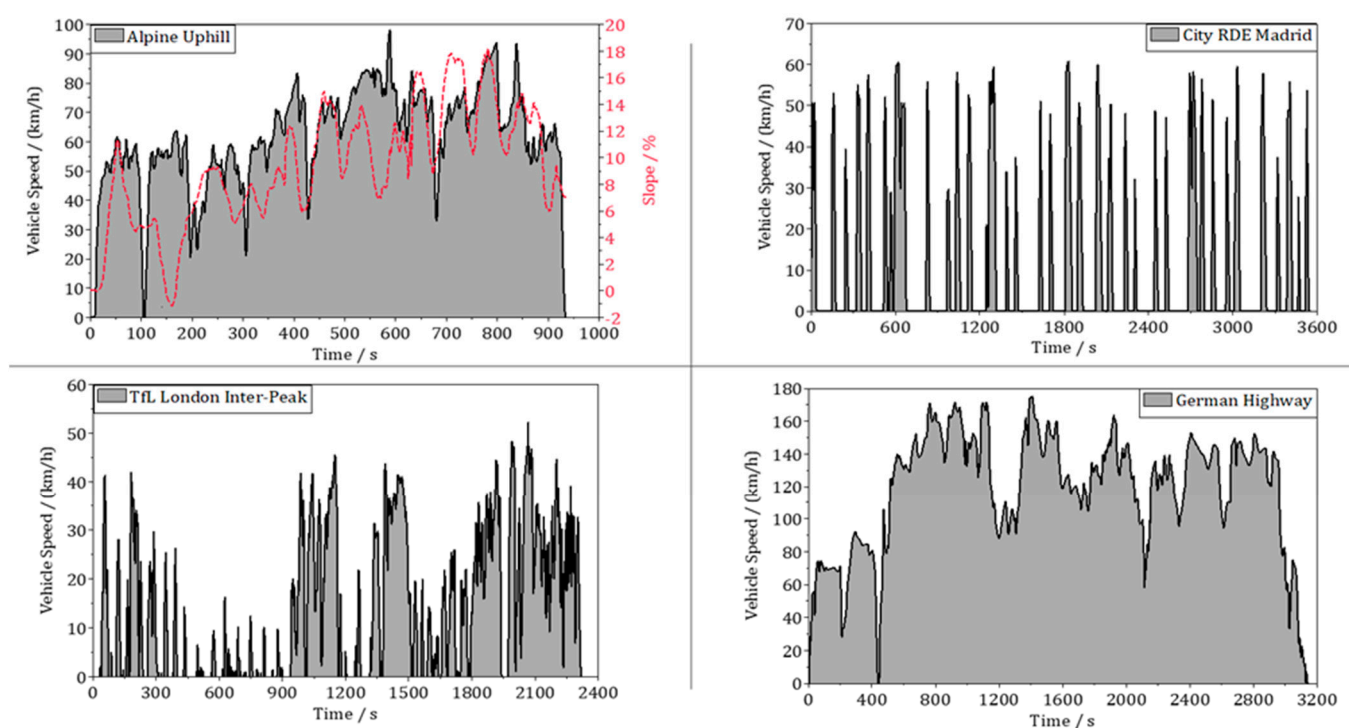 Alpine Uphill
100
90
80
70
60
50
40
30
20
10
0
Vehicle Speed / (km/h)
20
18
16
14
12
10
8
6
4
2
0
-2
Slope / %
0 100 200 300 400 500 600 700 800 900 1000
Time / s
City RDE Madrid
70
60
50
40
30
20
10
0
Vehicle Speed / (km/h)
0 600 1200 1800 2400 3000 3600
Time / s
TfL London Inter-Peak
60
50
40
30
20
10
0
Vehicle Speed / (km/h)
0 300 600 900 1200 1500 1800 2100 2400
Time / s
German Highway
180
160
140
120
100
80
60
40
20
0
Vehicle Speed / (km/h)
0 400 800 1200 1600 2000 2400 2800 3200
Time / s